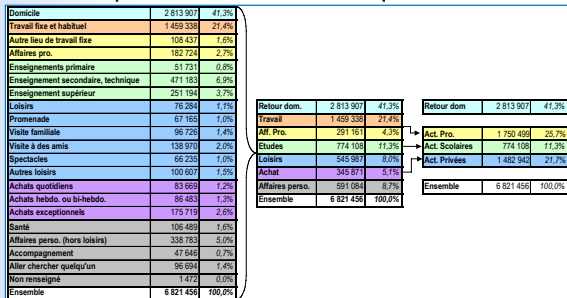 Domicile 2 813 907 41,3%
Travail fixe et habituel 1 459 338 21,4%
Autre lieu de travail fixe 108 437 1,6%
Affaires pro. 182 724 2,7%
Enseignements primaire 51 731 0,8%
Enseignement secondaire, technique 471 183 6,9%
Enseignement supérieur 251 194 3,7%
Loisirs 76 284 1,1%
Promenade 67 165 1,0%
Visite familiale 96 726 1,4%
Visite à des amis 138 970 2,0%
Spectacles 66 235 1,0%
Autres loisirs 100 607 1,5%
Achats quotidiens 83 669 1,2%
Achats hebdo. ou bi-hebdo. 86 483 1,3%
Achats exceptionnels 175 719 2,6%
Santé 106 489 1,6%
Affaires perso. (hors loisirs) 338 783 5,0%
Accompagnement 47 646 0,7%
Aller chercher quelqu'un 96 694 1,4%
Non renseigné 1 472 0,0%
Ensemble 6 821 456 100,0%
Retour dom. 2 813 907 41,3%
Travail 1 459 338 21,4%
Aff. Pro. 291 161 4,3%
Etudes 774 108 11,3%
Loisirs 545 987 8,0%
Achat 345 871 5,1%
Affaires perso. 591 084 8,7%
Ensemble 6 821 456 100,0%
Retour dom 2 813 907 41,3%
Act. Pro. 1 750 499 25,7%
Act. Scolaires 774 108 11,3%
Act. Privées 1 482 942 21,7%
Ensemble 6 821 456 100,0%